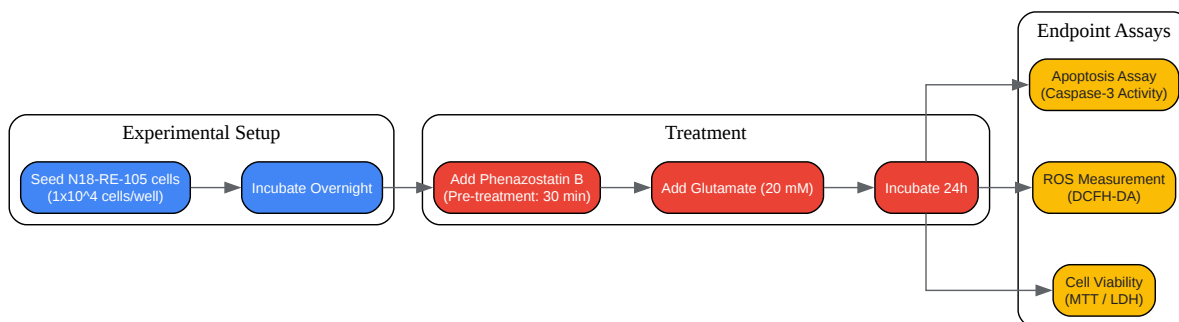 Experimental Setup
Seed N18-RE-105 cells
(1x10^4 cells/well)
Incubate Overnight
Treatment
Add Phenazostatin B
(Pre-treatment: 30 min)
Add Glutamate (20 mM)
Incubate 24h
Endpoint Assays
Apoptosis Assay
(Caspase-3 Activity)
ROS Measurement
(DCFH-DA)
Cell Viability
(MTT / LDH)